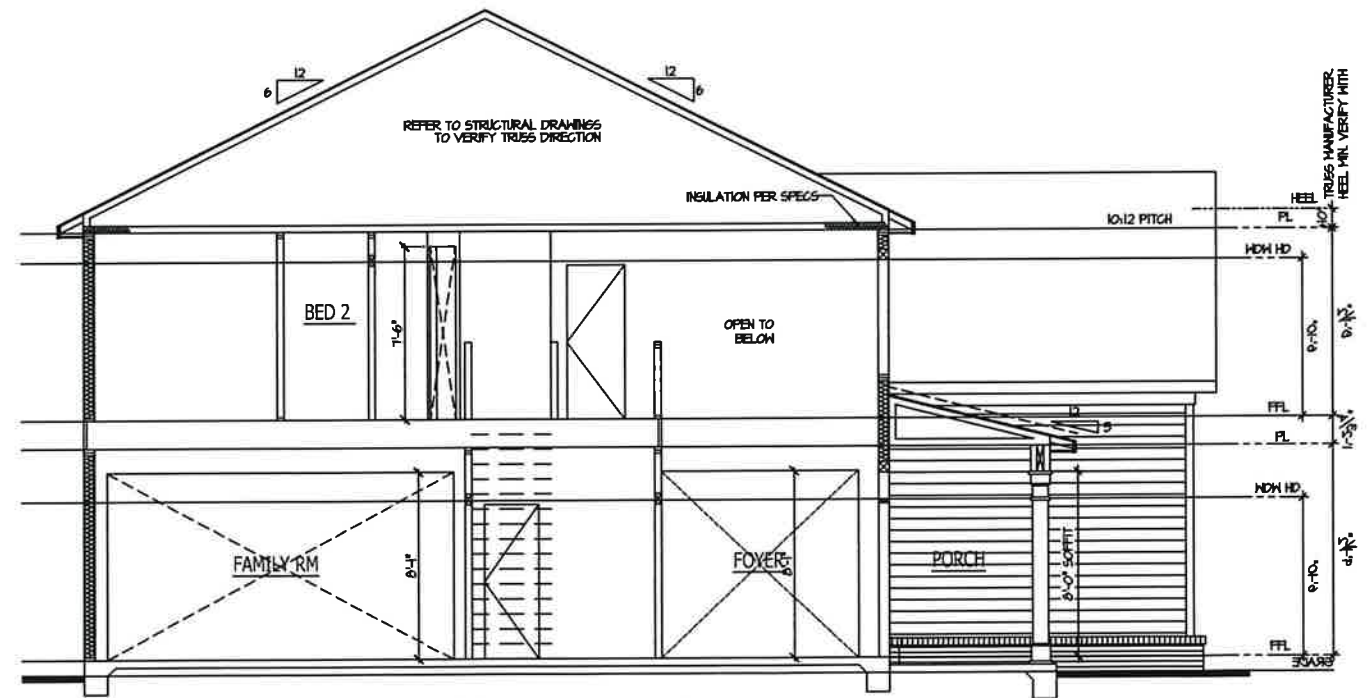 12
6
12
6
REFER TO STRUCTURAL DRAWINGS
TO VERIFY TRUSS DIRECTION
INSULATION PER SPECS
10:12 PITCH
HEEL
PL
10"
TRUSS MANUFACTURER.
HEEL MIN. VERIFY WITH
WDW HD
BED 2
7'-6"
OPEN TO
BELOW
FFL
12
5
PL
WDW HD
FAMILY RM
8'-1"
FOYER
PORCH
8'-0" SOFFIT
FFL
GRADE